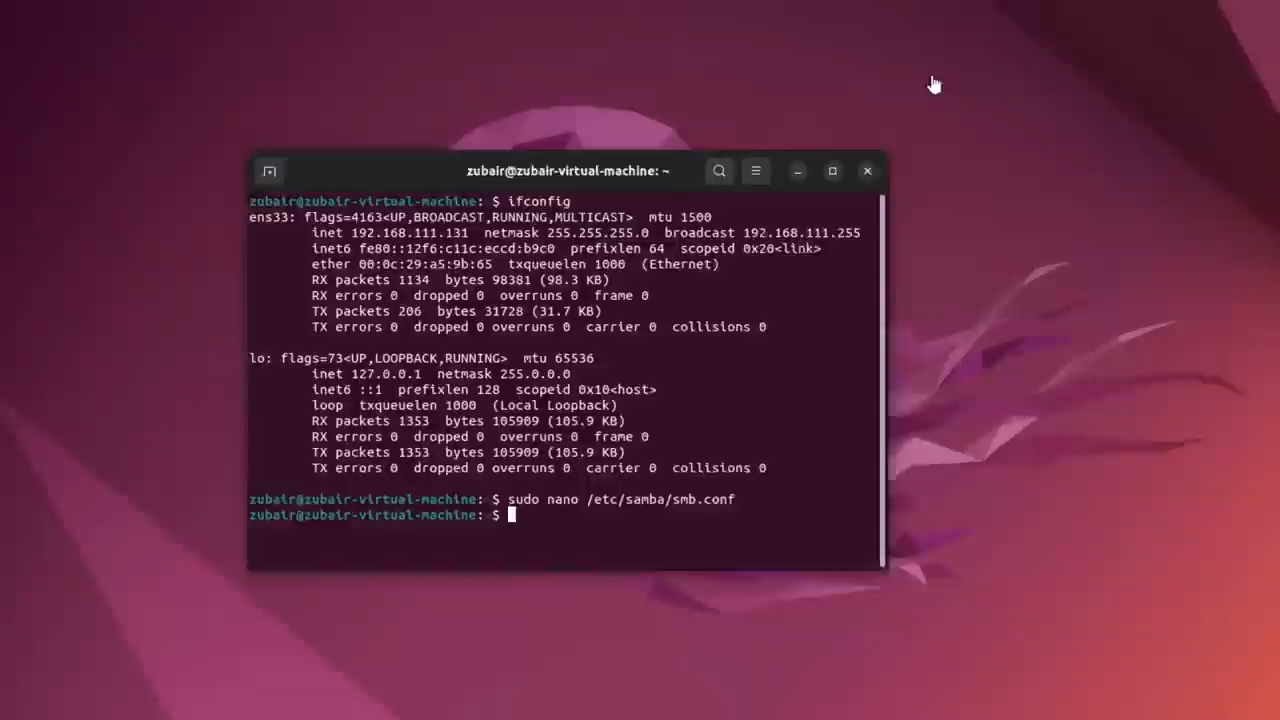 zubair@zubair-virtual-machine: ~
zubair@zubair-virtual-machine: $ ifconfig
ens33: flags=4163<UP,BROADCAST,RUNNING,MULTICAST>  mtu 1500
        inet 192.168.111.131  netmask 255.255.255.0  broadcast 192.168.111.255
        inet6 fe80::12f6:c11c:eccd:b9c0  prefixlen 64  scopeid 0x20<link>
        ether 00:0c:29:a5:9b:65  txqueuelen 1000  (Ethernet)
        RX packets 1134  bytes 98381 (98.3 KB)
        RX errors 0  dropped 0  overruns 0  frame 0
        TX packets 206  bytes 31728 (31.7 KB)
        TX errors 0  dropped 0 overruns 0  carrier 0  collisions 0
lo: flags=73<UP,LOOPBACK,RUNNING>  mtu 65536
        inet 127.0.0.1  netmask 255.0.0.0
        inet6 ::1  prefixlen 128  scopeid 0x10<host>
        loop  txqueuelen 1000  (Local Loopback)
        RX packets 1353  bytes 105909 (105.9 KB)
        RX errors 0  dropped 0  overruns 0  frame 0
        TX packets 1353  bytes 105909 (105.9 KB)
        TX errors 0  dropped 0 overruns 0  carrier 0  collisions 0
zubair@zubair-virtual-machine: $ sudo nano /etc/samba/smb.conf
zubair@zubair-virtual-machine: $